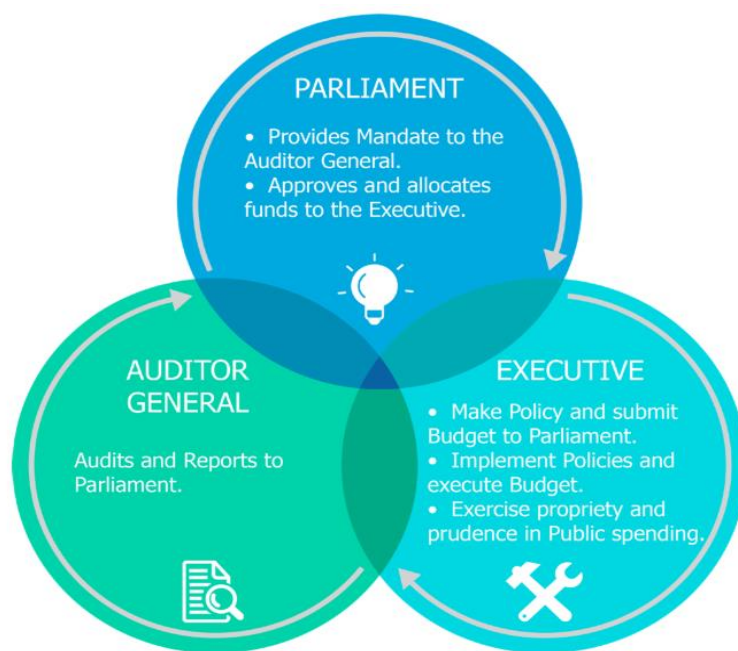 PARLIAMENT
• Provides Mandate to the
Auditor General.
• Approves and allocates
funds to the Executive.
AUDITOR
GENERAL
Audits and Reports to
Parliament.
EXECUTIVE
• Make Policy and submit
Budget to Parliament.
• Implement Policies and
execute Budget.
• Exercise propriety and
prudence in Public spending.